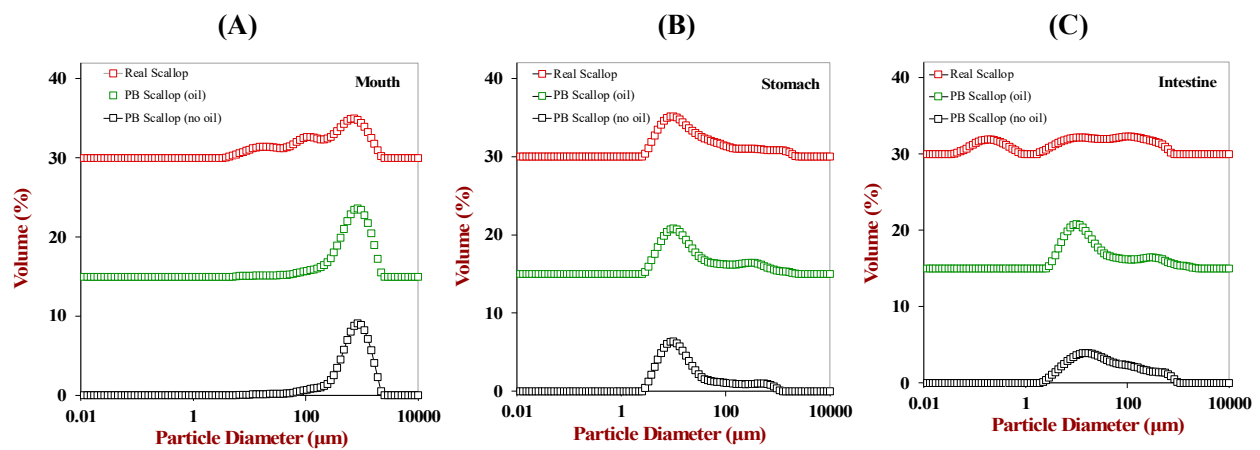 (A)
(B)
(C)
Real Scallop
PB Scallop (oil)
PB Scallop (no oil)
Mouth
Volume (%)
40
30
20
10
0
0.01
1
100
10000
Particle Diameter (μm)
Real Scallop
PB Scallop (oil)
PB Scallop (no oil)
Stomach
Volume (%)
40
30
20
10
0
0.01
1
100
10000
Particle Diameter (μm)
Real Scallop
PB Scallop (oil)
PB Scallop (no oil)
Intestine
Volume (%)
40
30
20
10
0
0.01
1
100
10000
Particle Diameter (μm)